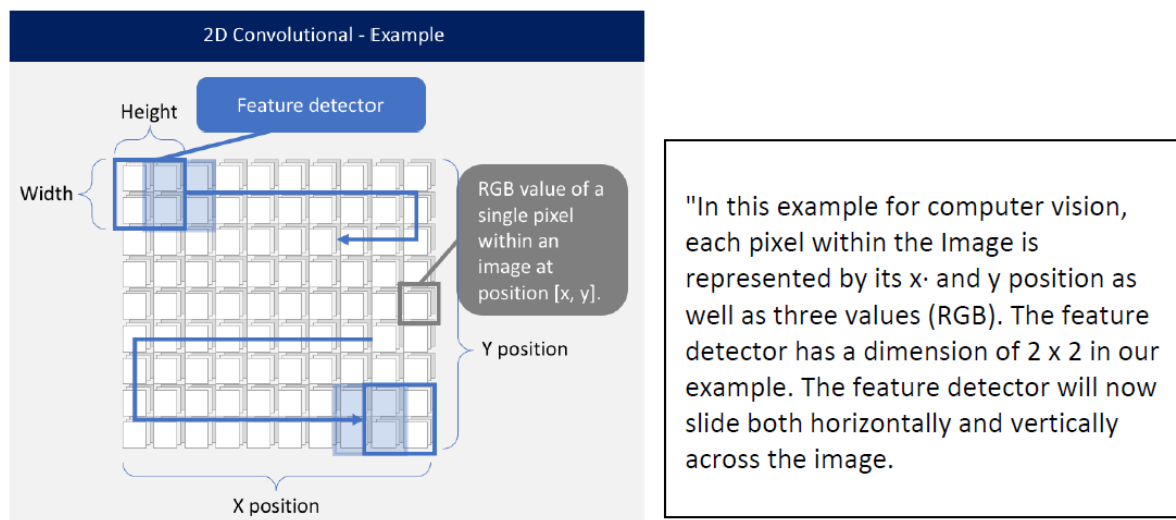 2D Convolutional - Example
Height
Feature detector
Width
RGB value of a
single pixel
within an
image at
position [x, y].
Y position
X position
"In this example for computer vision,
each pixel within the Image is
represented by its x· and y position as
well as three values (RGB). The feature
detector has a dimension of 2 x 2 in our
example. The feature detector will now
slide both horizontally and vertically
across the image.